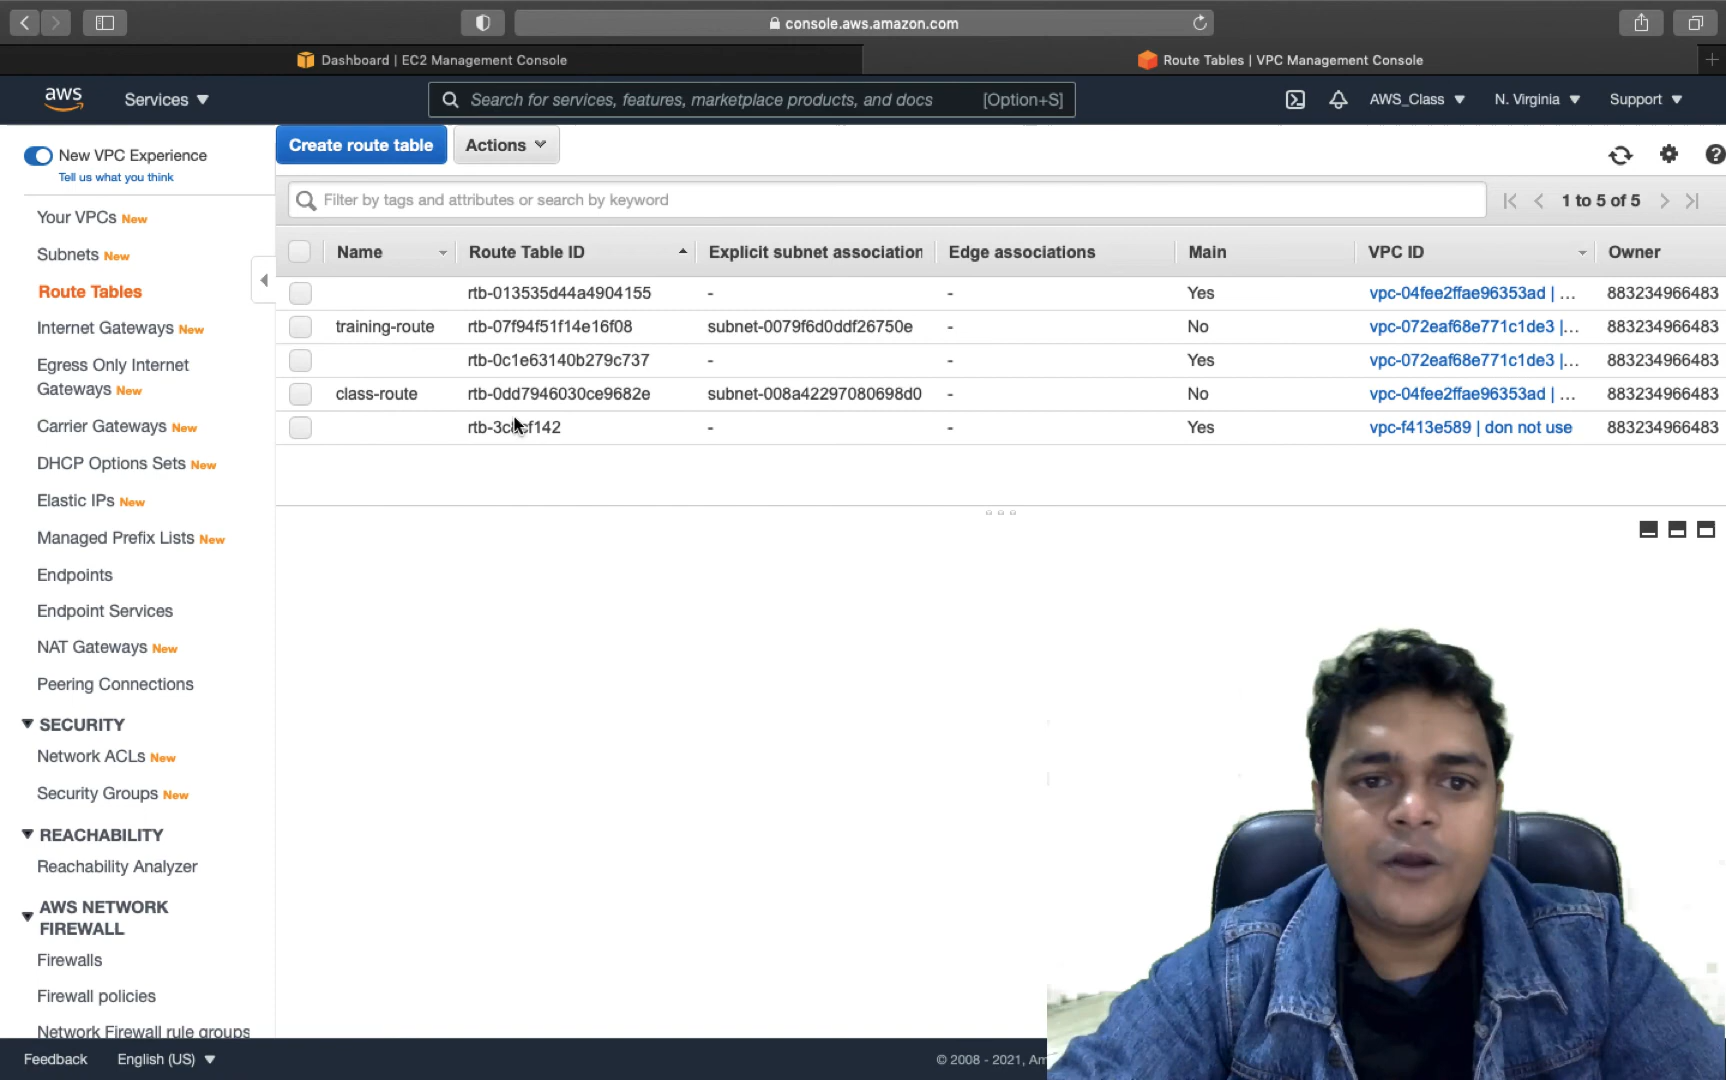 console.aws.amazon.com
Dashboard | EC2 Management Console
Route Tables | VPC Management Console
aws
Services
Search for services, features, marketplace products, and docs [Option+S]
AWS_Class
N. Virginia
Support
New VPC Experience
Tell us what you think
Your VPCs New
Subnets New
Route Tables
Internet Gateways New
Egress Only Internet
Gateways New
Carrier Gateways New
DHCP Options Sets New
Elastic IPs New
Managed Prefix Lists New
Endpoints
Endpoint Services
NAT Gateways New
Peering Connections
SECURITY
Network ACLs New
Security Groups New
REACHABILITY
Reachability Analyzer
AWS NETWORK
FIREWALL
Firewalls
Firewall policies
Network Firewall rule groups
Create route table
Actions
Filter by tags and attributes or search by keyword
1 to 5 of 5
Name Route Table ID Explicit subnet association Edge associations Main VPC ID Owner
rtb-013535d44a4904155 - - Yes vpc-04fee2ffae96353ad | ... 883234966483
training-route rtb-07f94f51f14e16f08 subnet-0079f6d0ddf26750e - No vpc-072eaf68e771c1de3 |... 883234966483
rtb-0c1e63140b279c737 - - Yes vpc-072eaf68e771c1de3 |... 883234966483
class-route rtb-0dd7946030ce9682e subnet-008a42297080698d0 - No vpc-04fee2ffae96353ad | ... 883234966483
- - Yes vpc-f413e589 | don not use 883234966483
Feedback
English (US)
© 2008 - 2021,